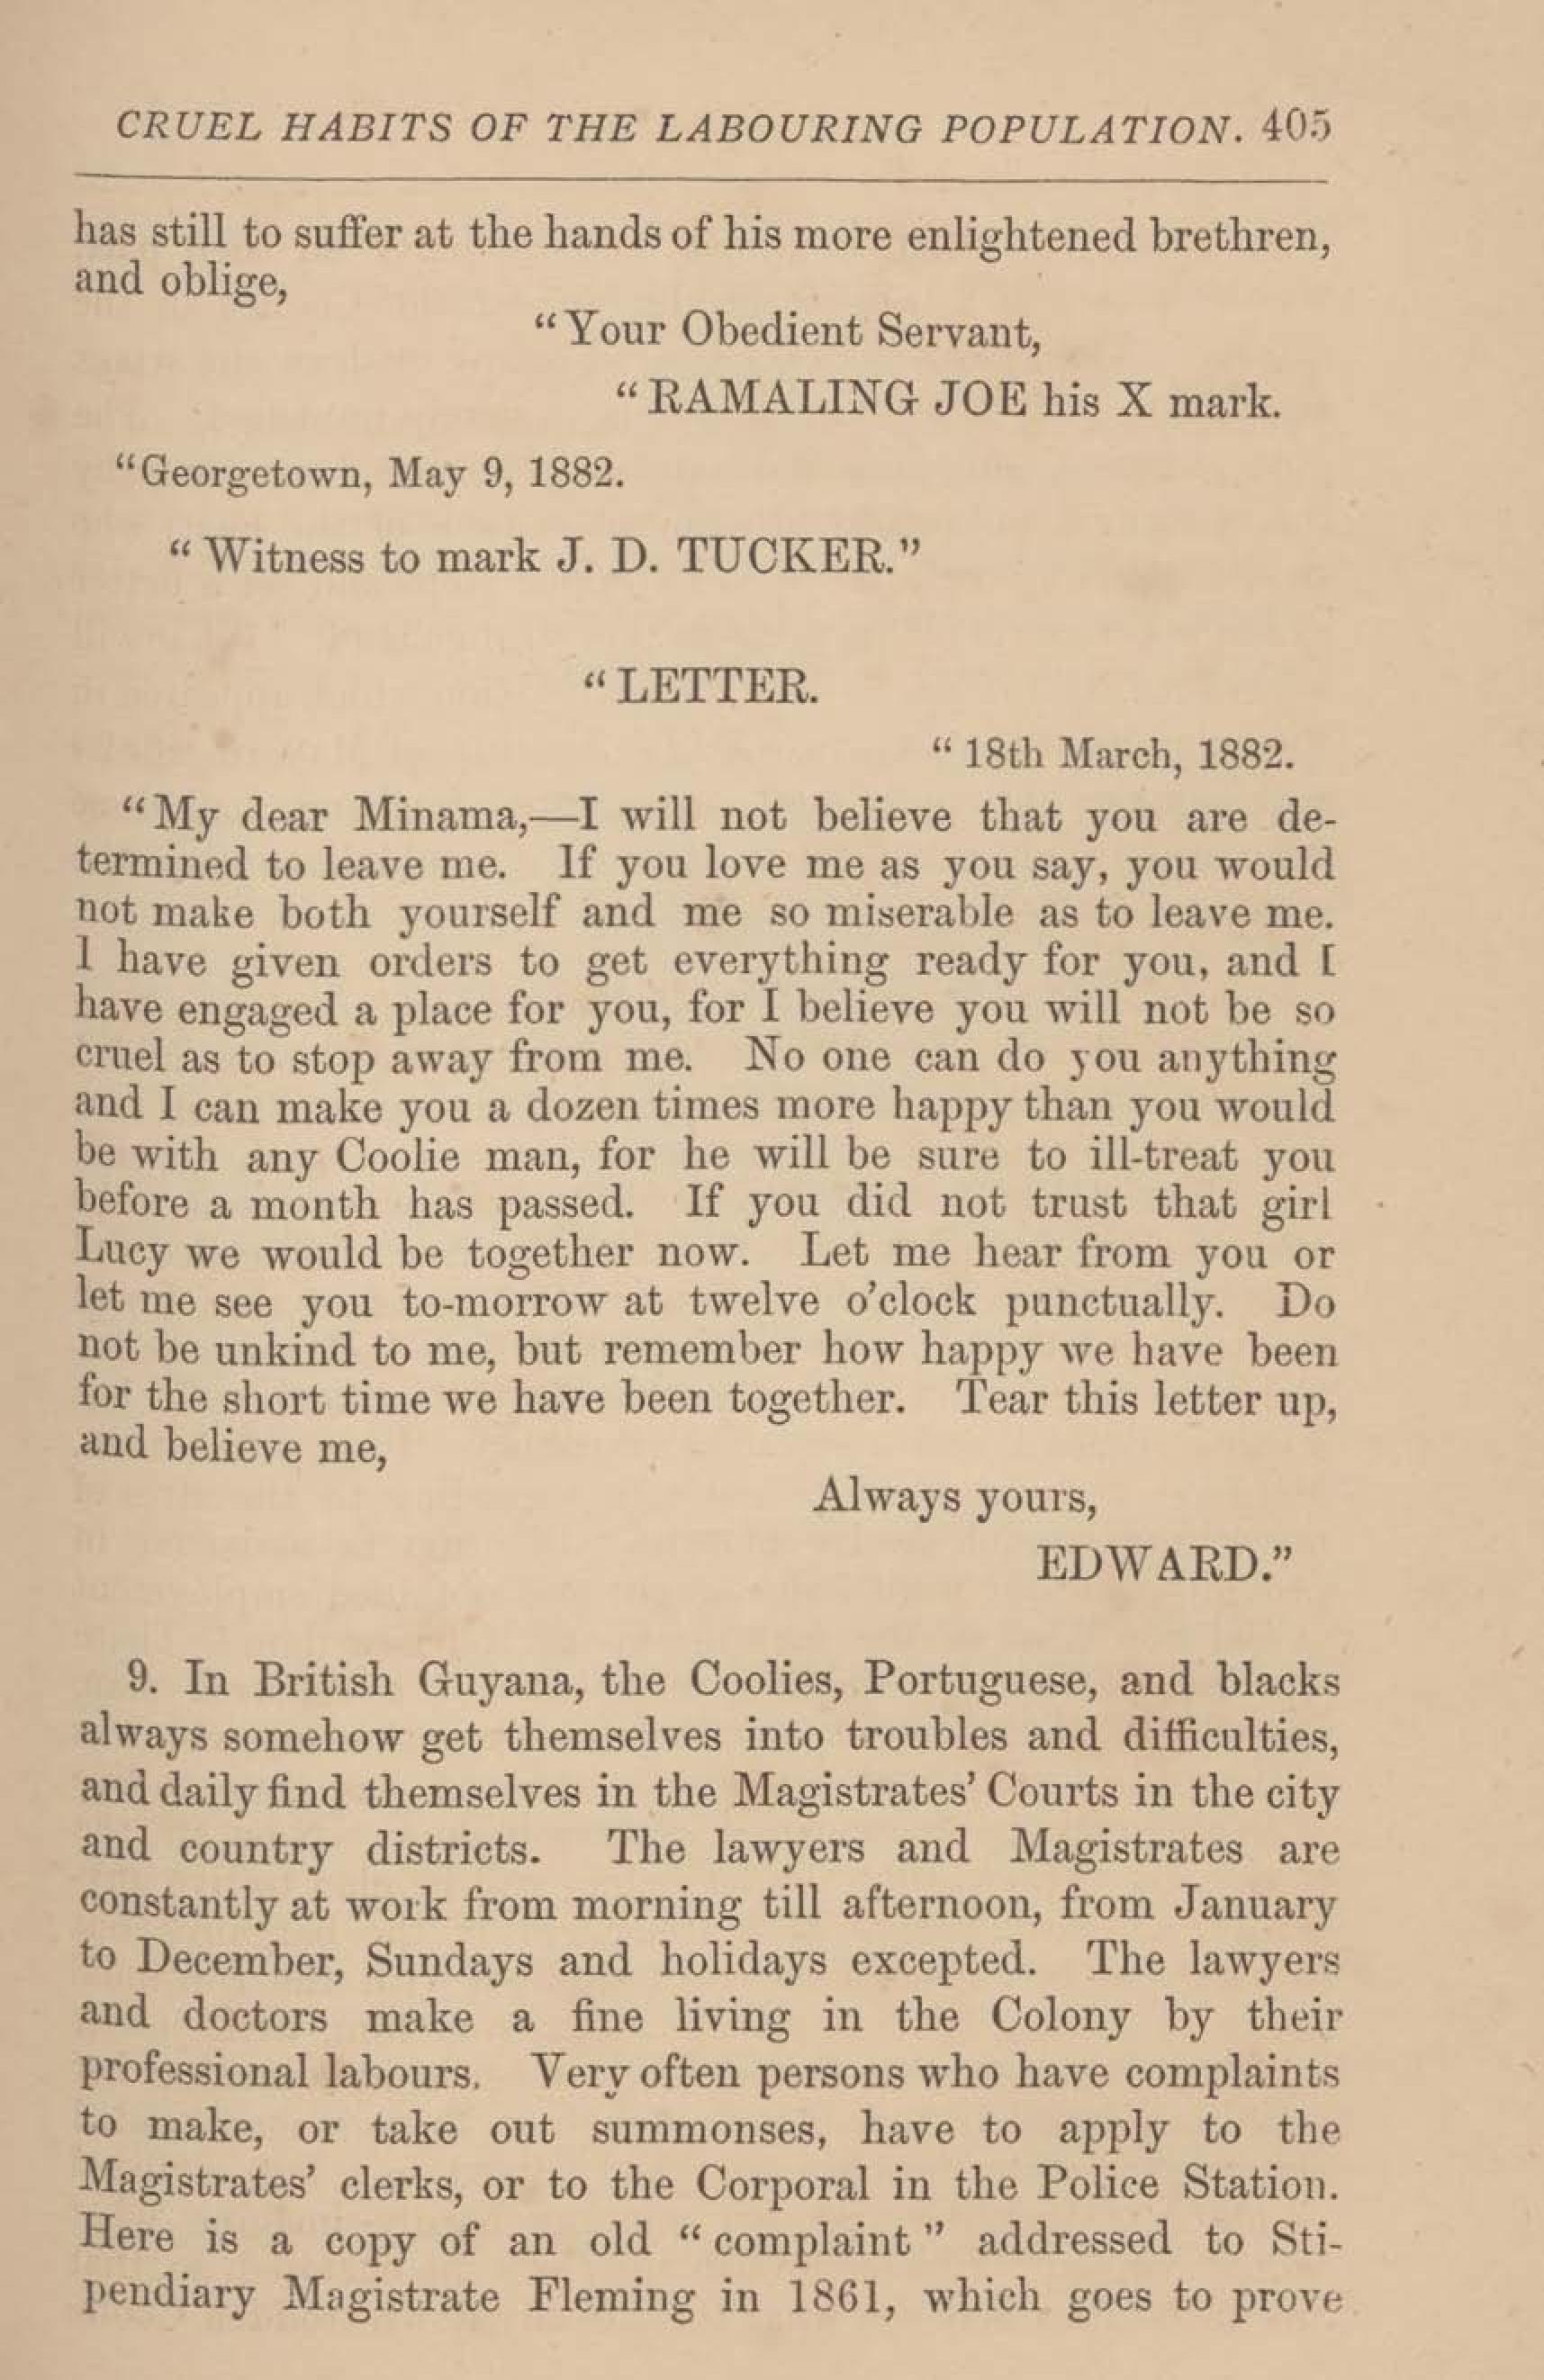 CRUEL HABITS OF THE LABOURING POPULATION. 405
has still to suffer at the hands of his more enlightened brethren,
and oblige,
“Your Obedient Servant,
“RAMALING JOE his X mark.
“Georgetown, May 9, 1882.
“Witness to mark J. D. TUCKER.”
“LETTER.
“18th March, 1882.
“My dear Minama,—I will not believe that you are de-
termined to leave me. If you love me as you say, you would
not make both yourself and me so miserable as to leave me.
I have given orders to get everything ready for you, and I
have engaged a place for you, for I believe you will not be so
cruel as to stop away from me. No one can do you anything
and I can make you a dozen times more happy than you would
be with any Coolie man, for he will be sure to ill-treat you
before a month has passed. If you did not trust that girl
Lucy we would be together now. Let me hear from you or
let me see you to-morrow at twelve o’clock punctually. Do
not be unkind to me, but remember how happy we have been
for the short time we have been together. Tear this letter up,
and believe me,
Always yours,
EDWARD.”
9. In British Guyana, the Coolies, Portuguese, and blacks
always somehow get themselves into troubles and difficulties,
and daily find themselves in the Magistrates’ Courts in the city
and country districts. The lawyers and Magistrates are
constantly at work from morning till afternoon, from January
to December, Sundays and holidays excepted. The lawyers
and doctors make a fine living in the Colony by their
professional labours. Very often persons who have complaints
to make, or take out summonses, have to apply to the
Magistrates’ clerks, or to the Corporal in the Police Station.
Here is a copy of an old “complaint” addressed to Sti-
pendiary Magistrate Fleming in 1861, which goes to prove